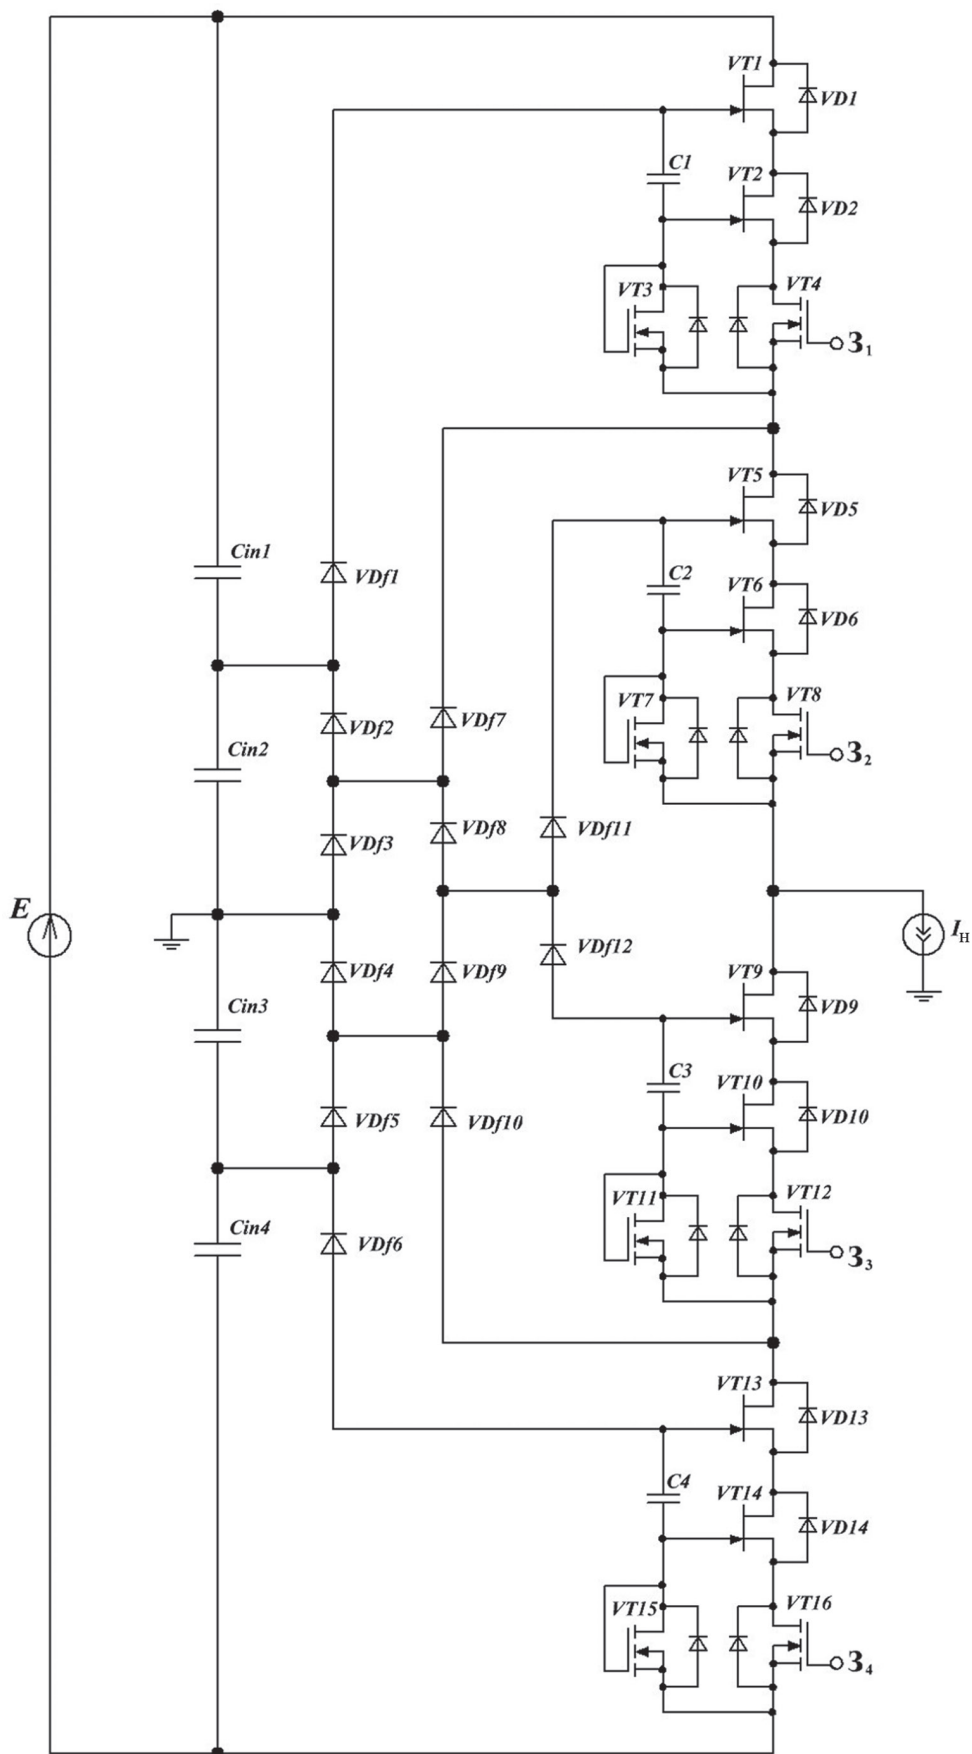 VT1
VD1
C1
VT2
VD2
VT3
VT4
З₁
VT5
VD5
Cin1
VDf1
C2
VT6
VD6
VT7
VT8
Cin2
VDf2
VDf7
З₂
VDf3
VDf8
VDf11
E
I_Н
VDf12
Cin3
VDf4
VDf9
VT9
VD9
C3
VT10
VD10
VDf5
VDf10
VT11
VT12
Cin4
VDf6
З₃
VT13
VD13
C4
VT14
VD14
VT15
VT16
З₄